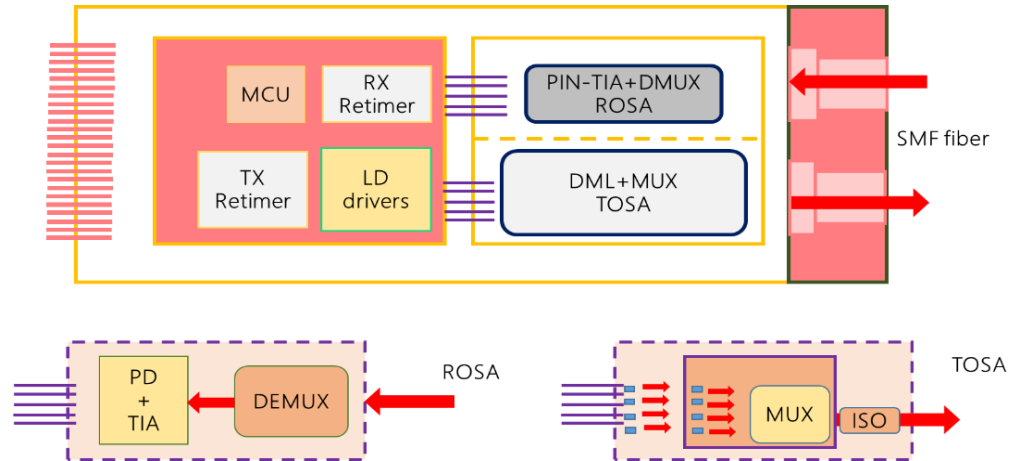 MCU
RX
Retimer
PIN-TIA+DMUX
ROSA
SMF fiber
TX
Retimer
LD
drivers
DML+MUX
TOSA
PD
+
TIA
DEMUX
ROSA
MUX
ISO
TOSA